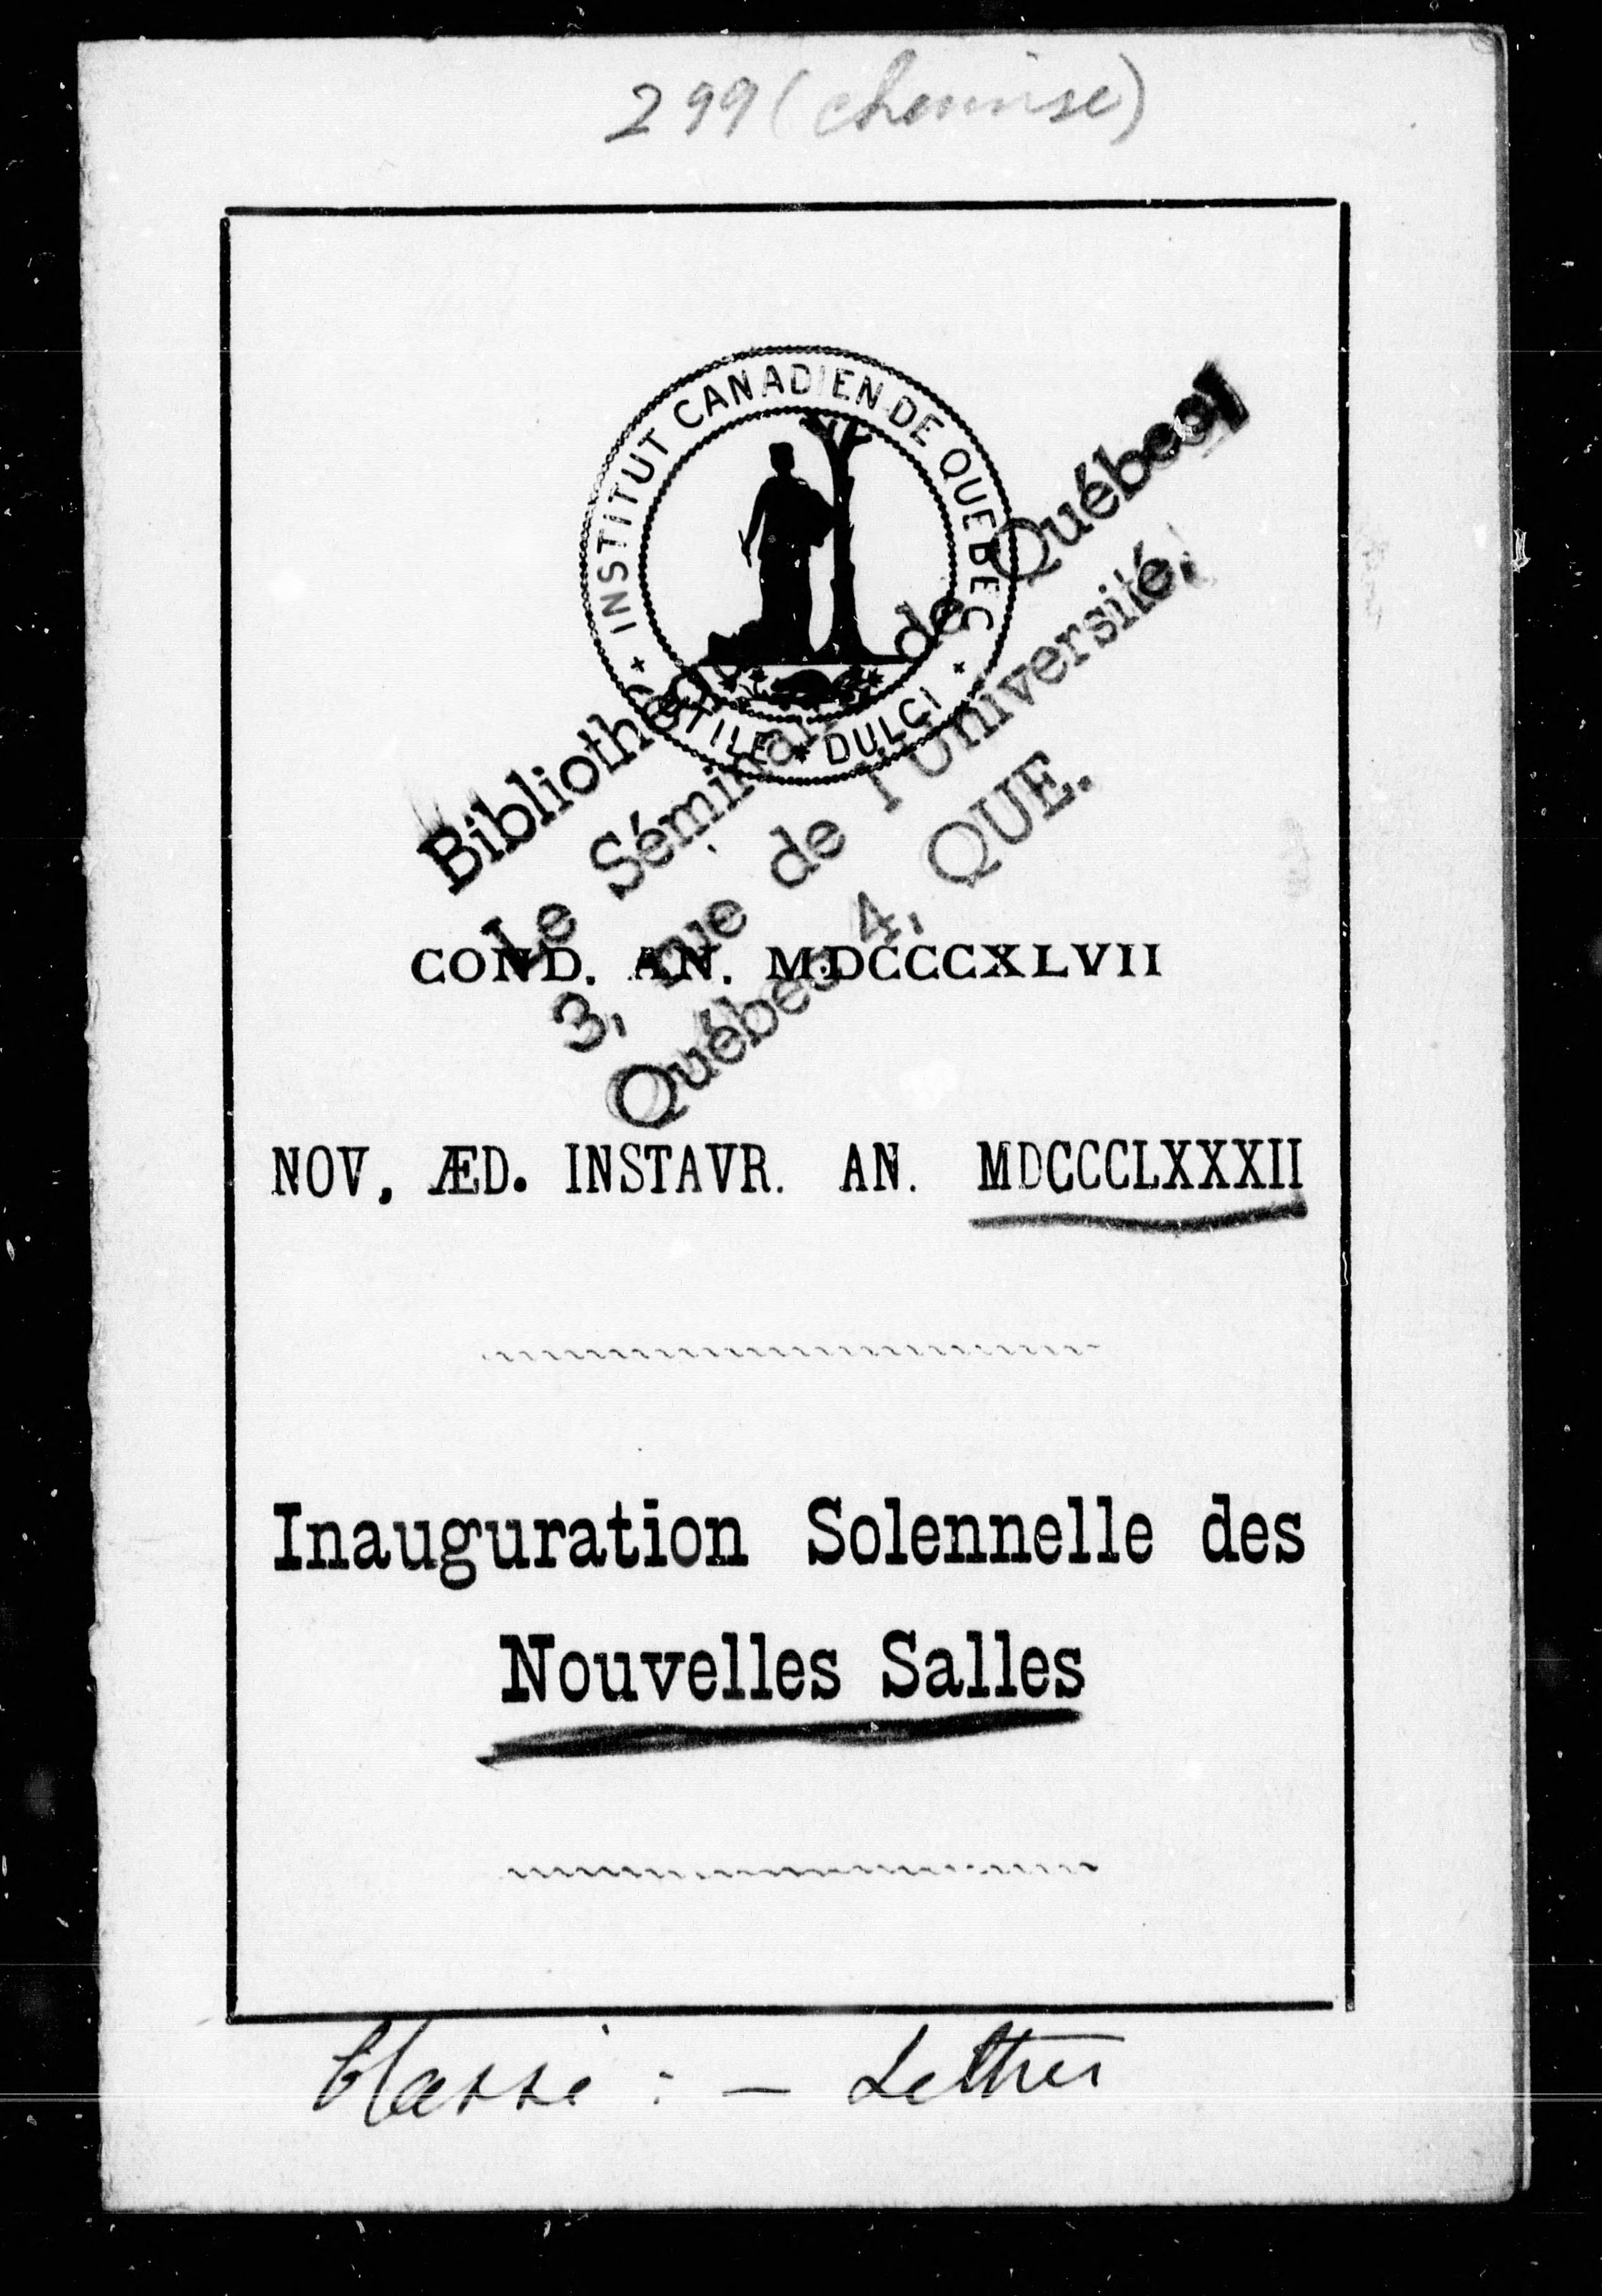 299 (chemise)
INSTITUT CANADIEN DE QUEBEC
UTILE * DULCI
Bibliothèque
Le Séminaire de Québec
3, rue de l'Université,
Québec 4, QUE.
COND. AN. MDCCCXLVII
NOV, ÆD. INSTAVR. AN. MDCCCLXXXII
Inauguration Solennelle des
Nouvelles Salles
Classé : — Lettres